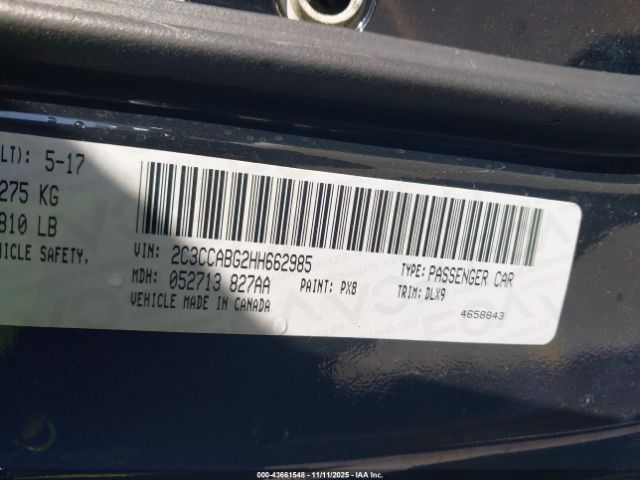 LT): 5-17
275 KG
810 LB
HICLE SAFETY,
VIN: 2C3CCABG2HH662985
TYPE: PASSENGER CAR
MDH: 052713 827AA
PAINT: PX8
TRIM: DLX9
VEHICLE MADE IN CANADA
4658843
© - 43661548 - 11/11/2025 - IAA Inc.